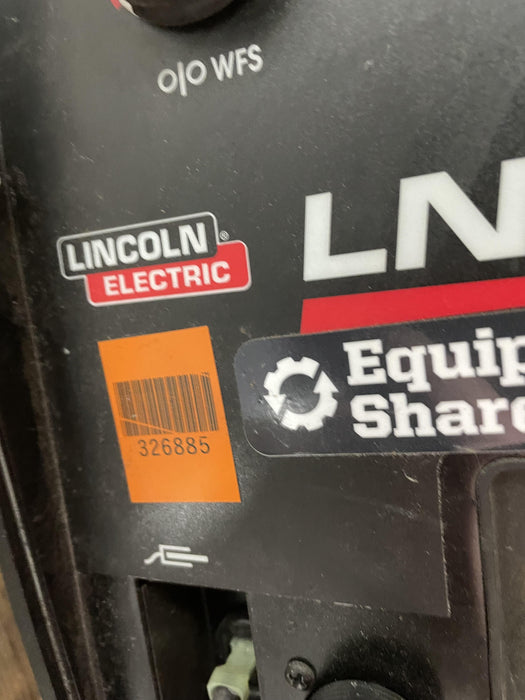 o|o WFS
LINCOLN ®
ELECTRIC
LN
Equip
Share
326885